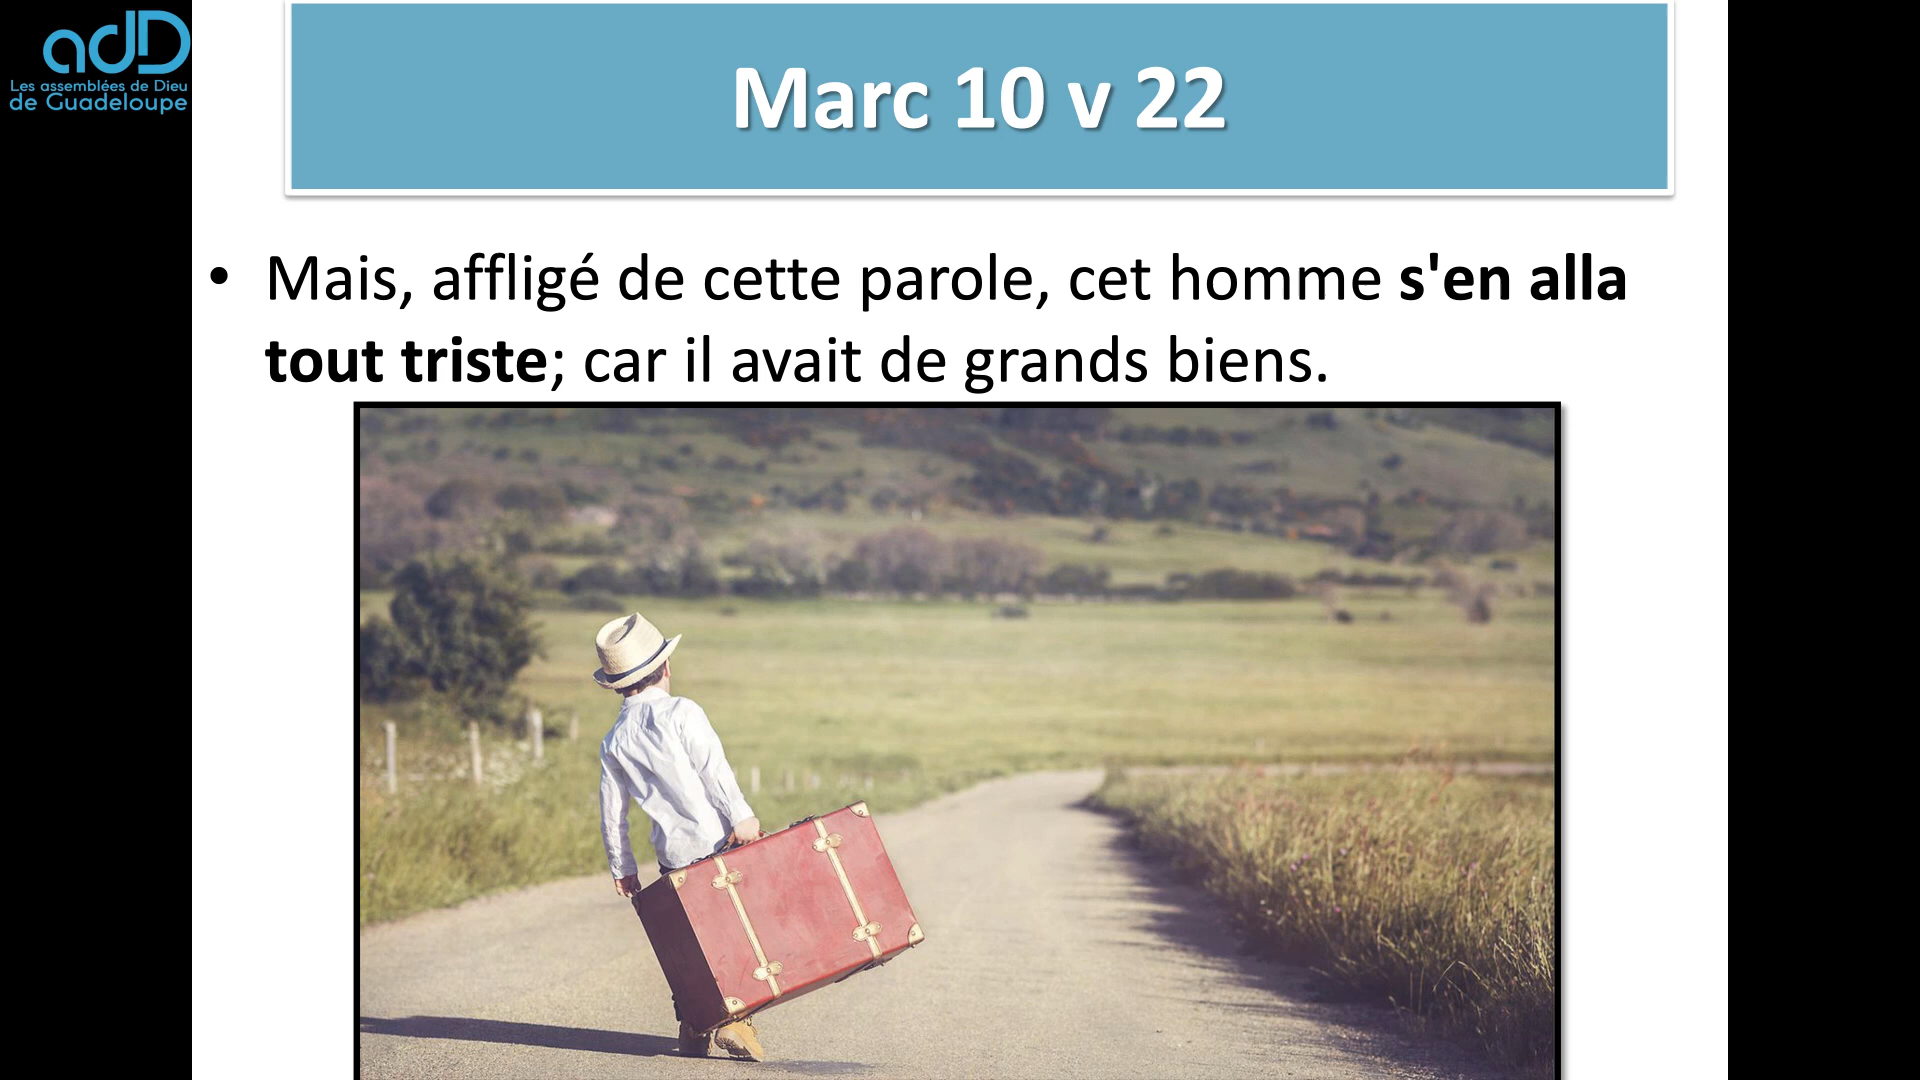 adD
Les assemblées de Dieu
de Guadeloupe
Marc 10 v 22
• Mais, affligé de cette parole, cet homme s'en alla
tout triste; car il avait de grands biens.